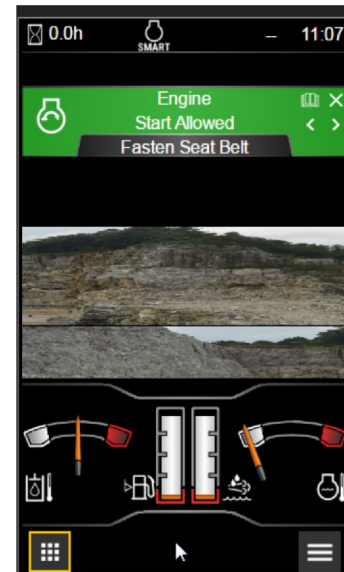 0.0h
SMART
--
11:07
Engine
Start Allowed
Fasten Seat Belt